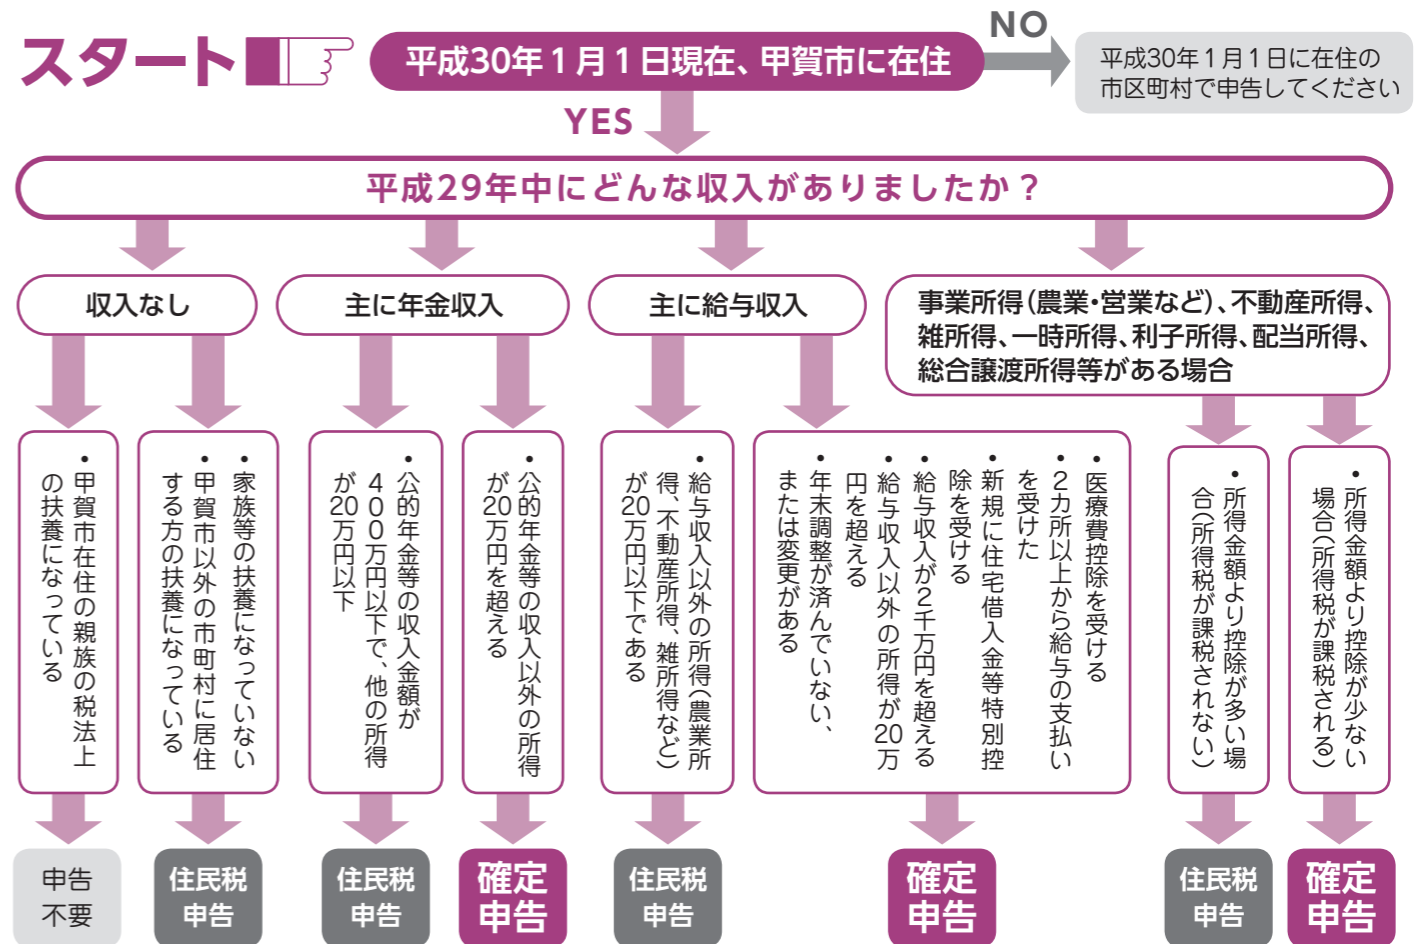 スタート
平成30年1月1日現在、甲賀市に在住
NO
平成30年1月1日に在住の
市区町村で申告してください
YES
平成29年中にどんな収入がありましたか？
収入なし
主に年金収入
主に給与収入
事業所得（農業・営業など）、不動産所得、
雑所得、一時所得、利子所得、配当所得、
総合譲渡所得等がある場合
・甲賀市在住の親族の税法上
の扶養になっている
・家族等の扶養になっていない
・甲賀市以外の市町村に居住
する方の扶養になっている
・公的年金等の収入金額が
400万円以下で、他の所得
が20万円以下
・公的年金等の収入以外の所得
が20万円を超える
・給与収入以外の所得（農業所
得、不動産所得、雑所得など）
が20万円以下である
・医療費控除を受ける
・2カ所以上から給与の支払い
を受けた
・新規に住宅借入金等特別控
除を受ける
・給与収入が2千万円を超える
・給与収入以外の所得が20万
円を超える
・年末調整が済んでいない、
または変更がある
・所得金額より控除が多い場
合（所得税が課税されない）
・所得金額より控除が少ない
場合（所得税が課税される）
申告
不要
住民税
申告
住民税
申告
確定
申告
住民税
申告
確定
申告
住民税
申告
確定
申告